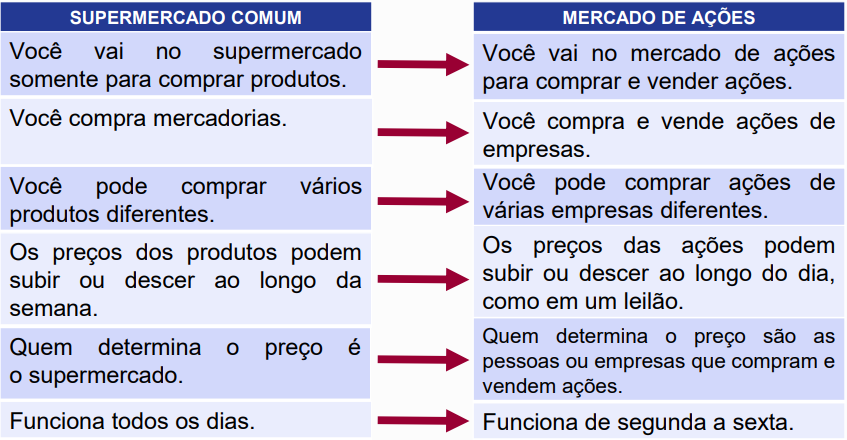 SUPERMERCADO COMUM
MERCADO DE AÇÕES
Você vai no supermercado
somente para comprar produtos.
Você vai no mercado de ações
para comprar e vender ações.
Você compra mercadorias.
Você compra e vende ações de
empresas.
Você pode comprar vários
produtos diferentes.
Você pode comprar ações de
várias empresas diferentes.
Os preços dos produtos podem
subir ou descer ao longo da
semana.
Os preços das ações podem
subir ou descer ao longo do dia,
como em um leilão.
Quem determina o preço é
o supermercado.
Quem determina o preço são as
pessoas ou empresas que compram e
vendem ações.
Funciona todos os dias.
Funciona de segunda a sexta.